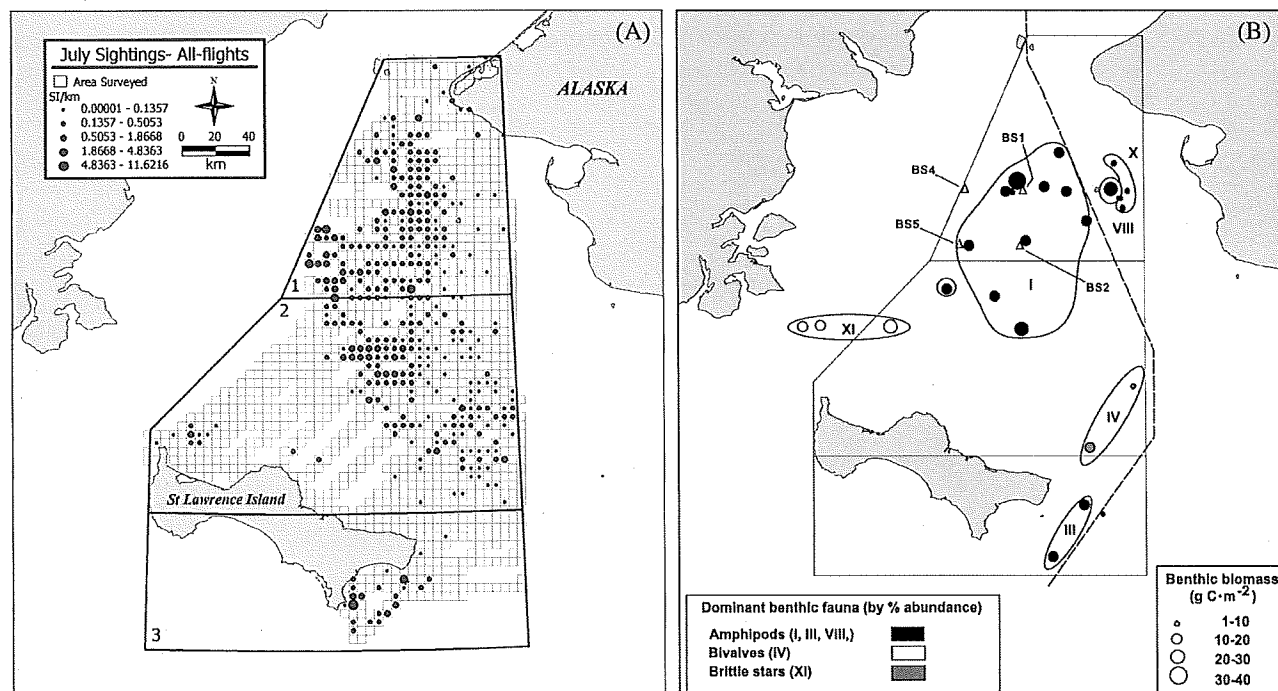 (A)
July Sightings- All-flights
Area Surveyed
SI/km
0.00001 - 0.1357
0.1357 - 0.5053
0.5053 - 1.8668
1.8668 - 4.8363
4.8363 - 11.6216
N
0 20 40
km
ALASKA
1
2
St Lawrence Island
3
(B)
BS1
X
BS4
VIII
BS5
I
BS2
XI
IV
III
Dominant benthic fauna (by % abundance)
Amphipods (I, III, VIII,)
Bivalves (IV)
Brittle stars (XI)
Benthic biomass
(g C·m⁻²)
1-10
10-20
20-30
30-40